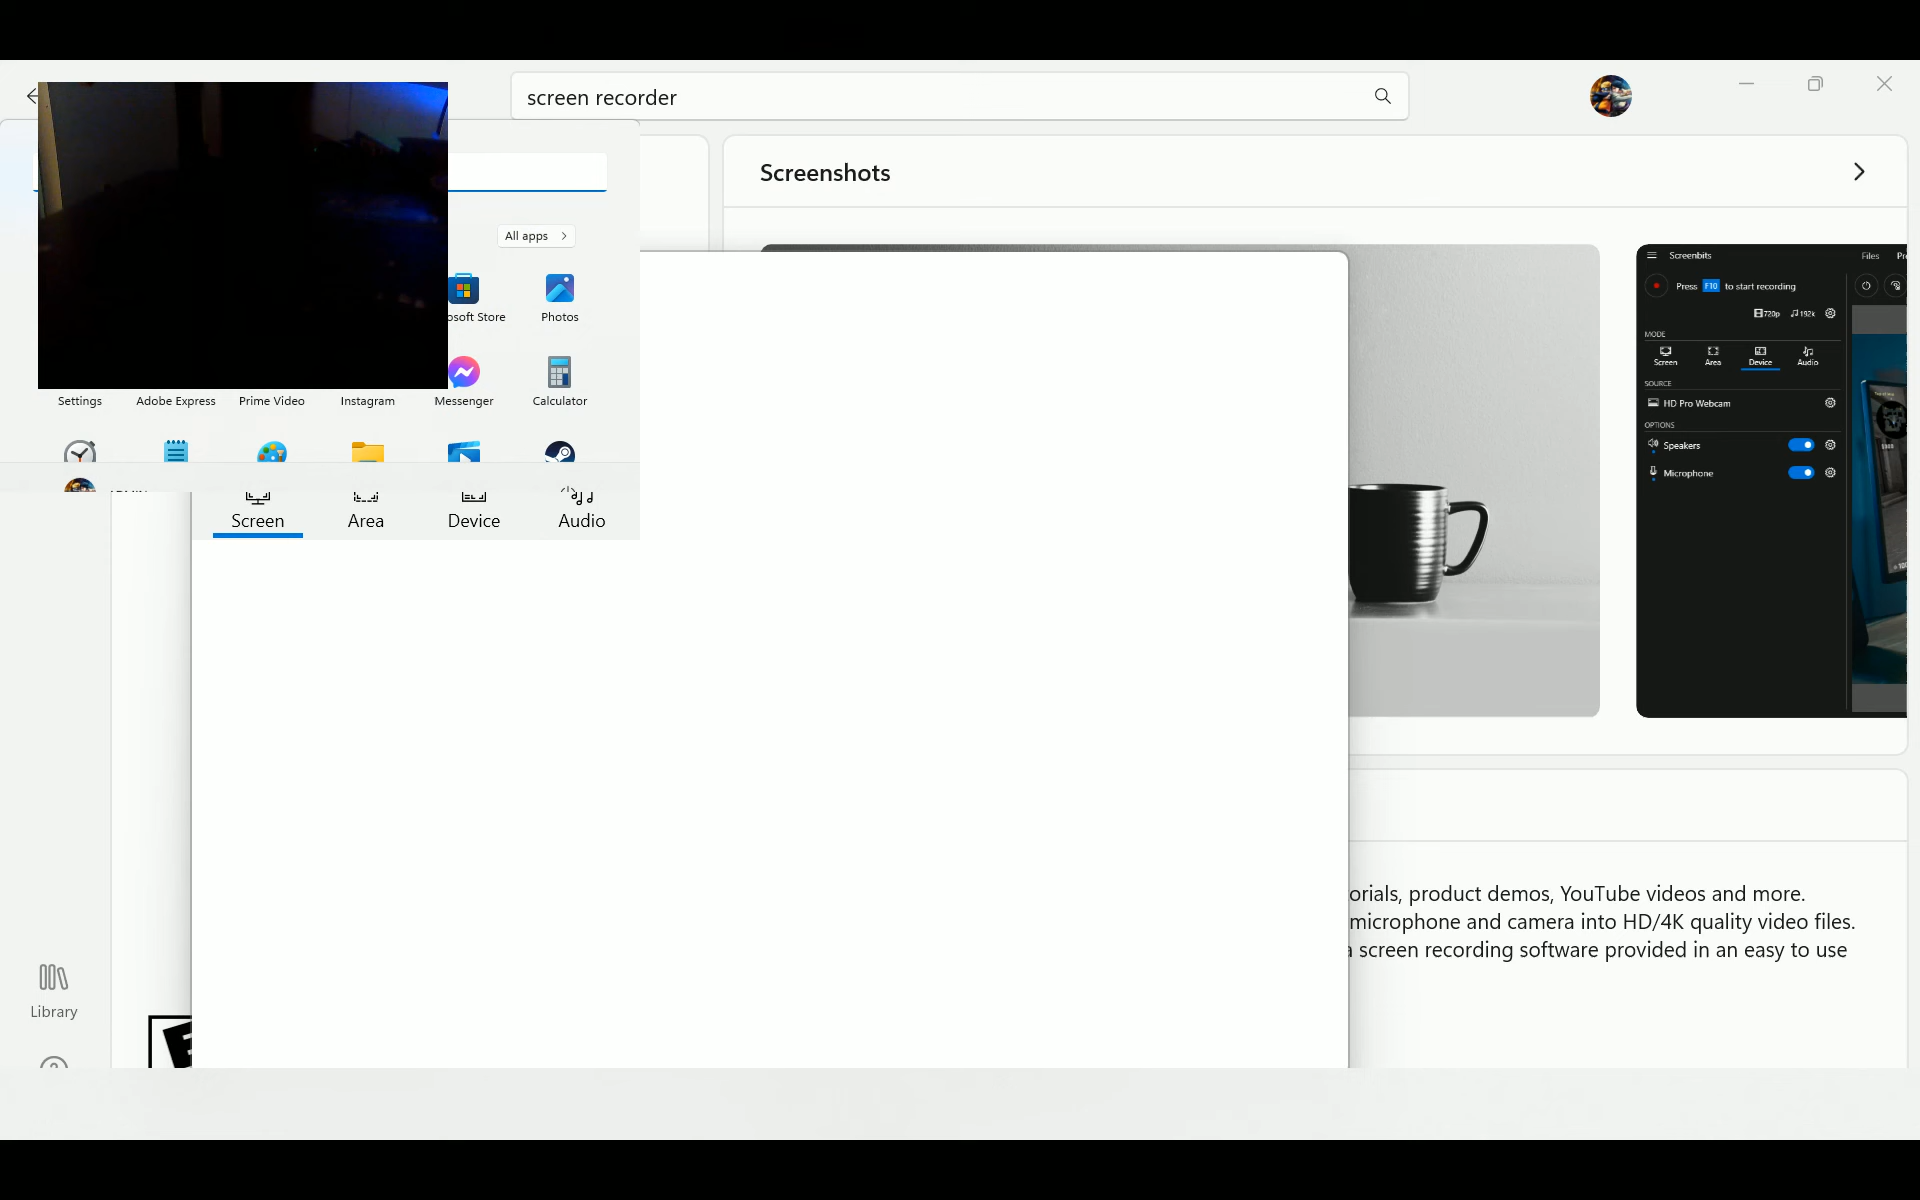 screen recorder
Screenshots
All apps
osoft Store
Photos
Settings
Adobe Express
Prime Video
Instagram
Messenger
Calculator
Screen
Area
Device
Audio
Screenbits
Files
Press F10 to start recording
720p
192k
MODE
Screen
Area
Device
Audio
SOURCE
HD Pro Webcam
OPTIONS
Speakers
Microphone
orials, product demos, YouTube videos and more.
microphone and camera into HD/4K quality video files.
a screen recording software provided in an easy to use
Library